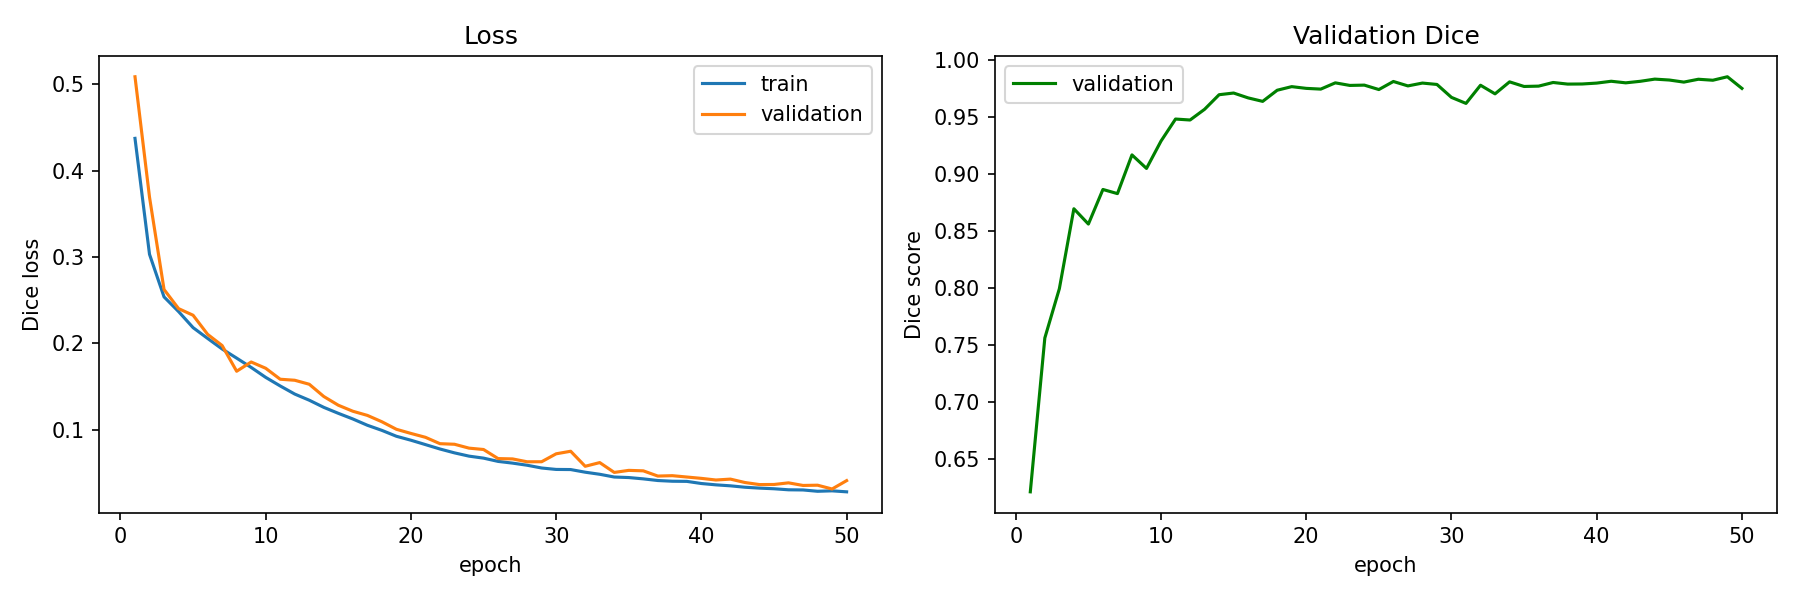 Loss
0.5
0.4
0.3
0.2
0.1
Dice loss
train
validation
0 10 20 30 40 50
epoch
Validation Dice
1.00
0.95
0.90
0.85
0.80
0.75
0.70
0.65
Dice score
validation
0 10 20 30 40 50
epoch